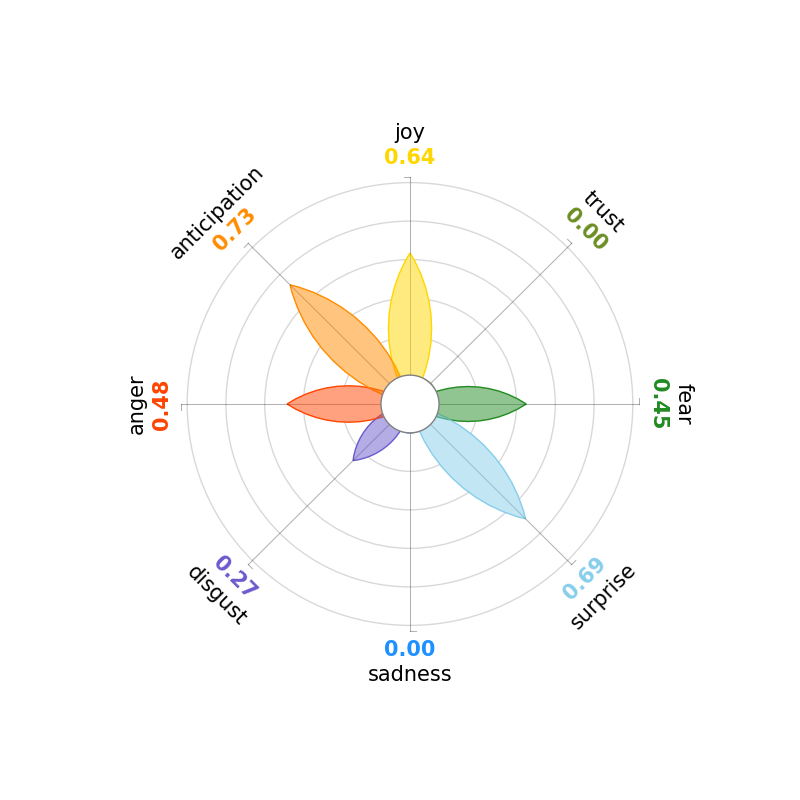 joy
0.64
trust
0.00
fear
0.45
surprise
0.69
0.00
sadness
disgust
0.27
anger
0.48
anticipation
0.73